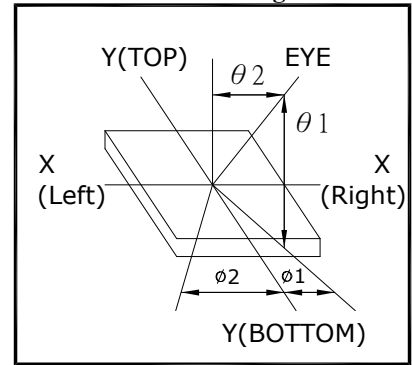 Y(TOP) EYE
θ2
θ1
X X
(Left) (Right)
ø2 ø1
Y(BOTTOM)